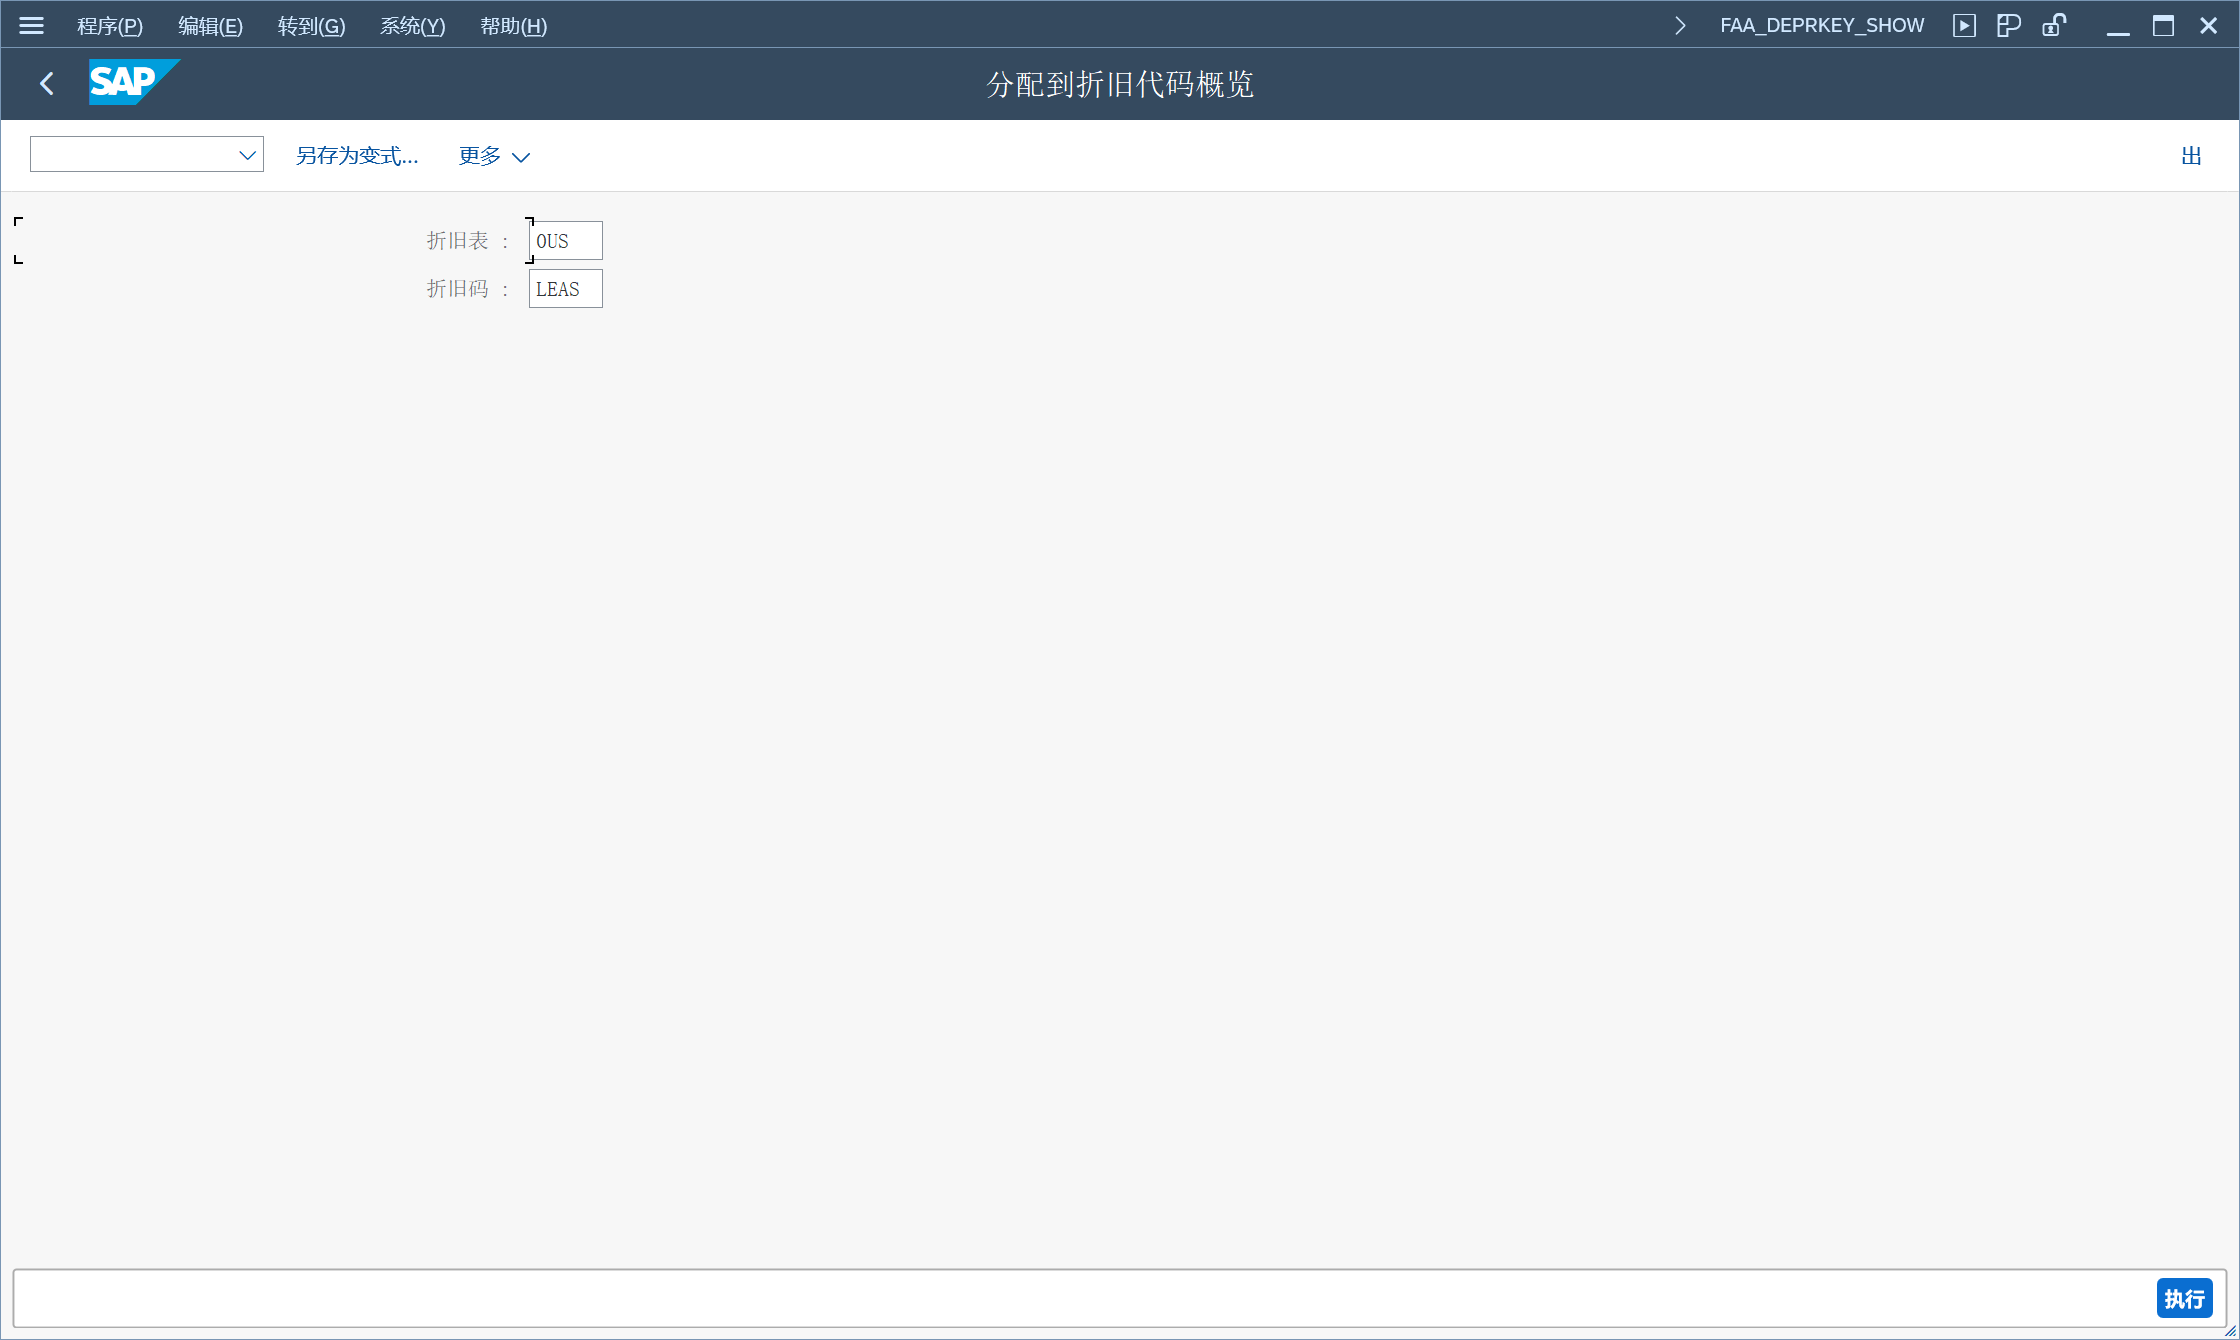 程序(P) 编辑(E) 转到(G) 系统(Y) 帮助(H) FAA_DEPRKEY_SHOW
SAP 分配到折旧代码概览
另存为变式... 更多 出
折旧表 : 0US
折旧码 : LEAS
执行